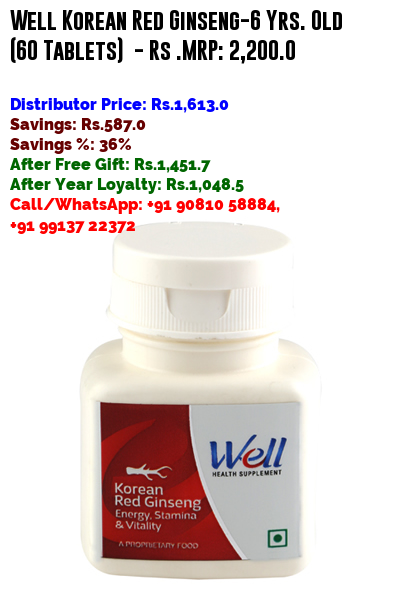 Well Korean Red Ginseng-6 Yrs. Old
(60 Tablets) - Rs .MRP: 2,200.0
Distributor Price: Rs.1,613.0
Savings: Rs.587.0
Savings %: 36%
After Free Gift: Rs.1,451.7
After Year Loyalty: Rs.1,048.5
Call/WhatsApp: +91 90810 58884,
+91 99137 22372
Well
HEALTH SUPPLEMENT
Korean
Red Ginseng
Energy, Stamina
& Vitality
A PROPRIETARY FOOD